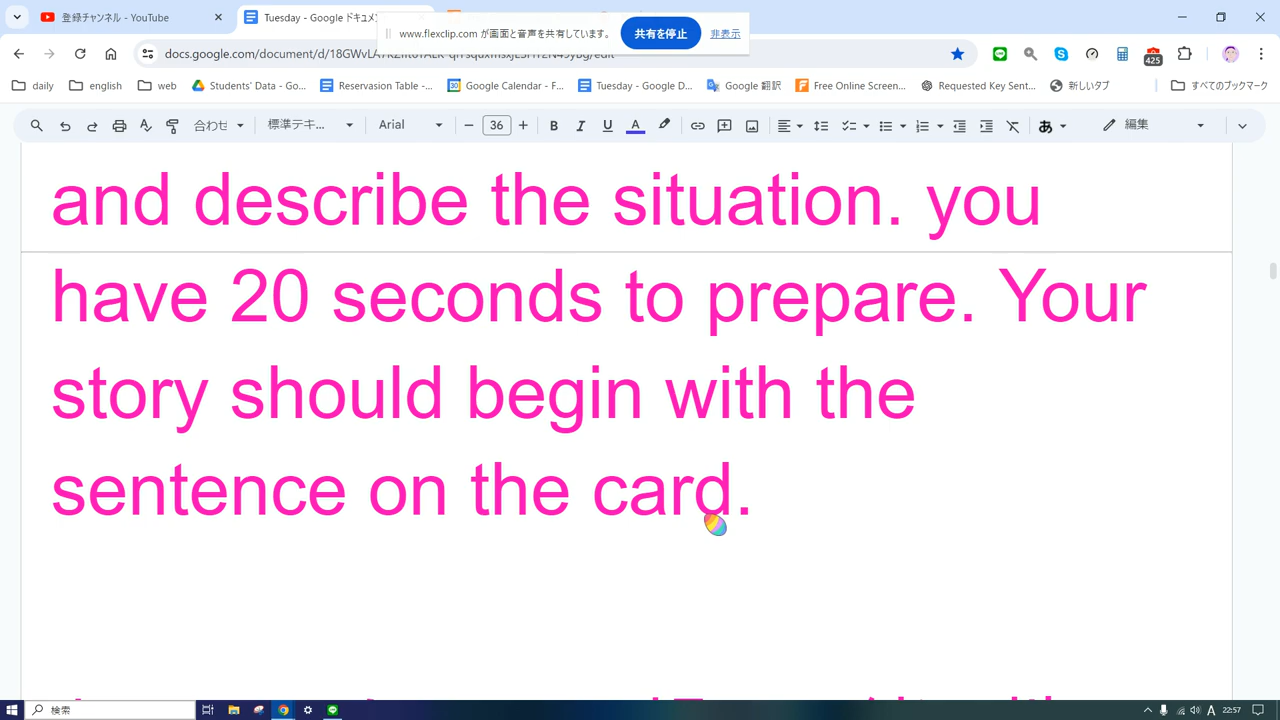 登録チャンネル - YouTube
Tuesday - Google ドキュメン
www.flexclip.com が画面と音声を共有しています。
共有を停止
非表示
daily
english
web
Students' Data - Go...
Reservasion Table -...
Google Calendar - F...
Tuesday - Google D...
Google 翻訳
Free Online Screen...
Requested Key Sent...
新しいタブ
すべてのブックマーク
425
合わせ
標準テキ...
Arial
36
B
I
U
A
あ
編集
and describe the situation. you
have 20 seconds to prepare. Your
story should begin with the
sentence on the card.
検索
A
22:57